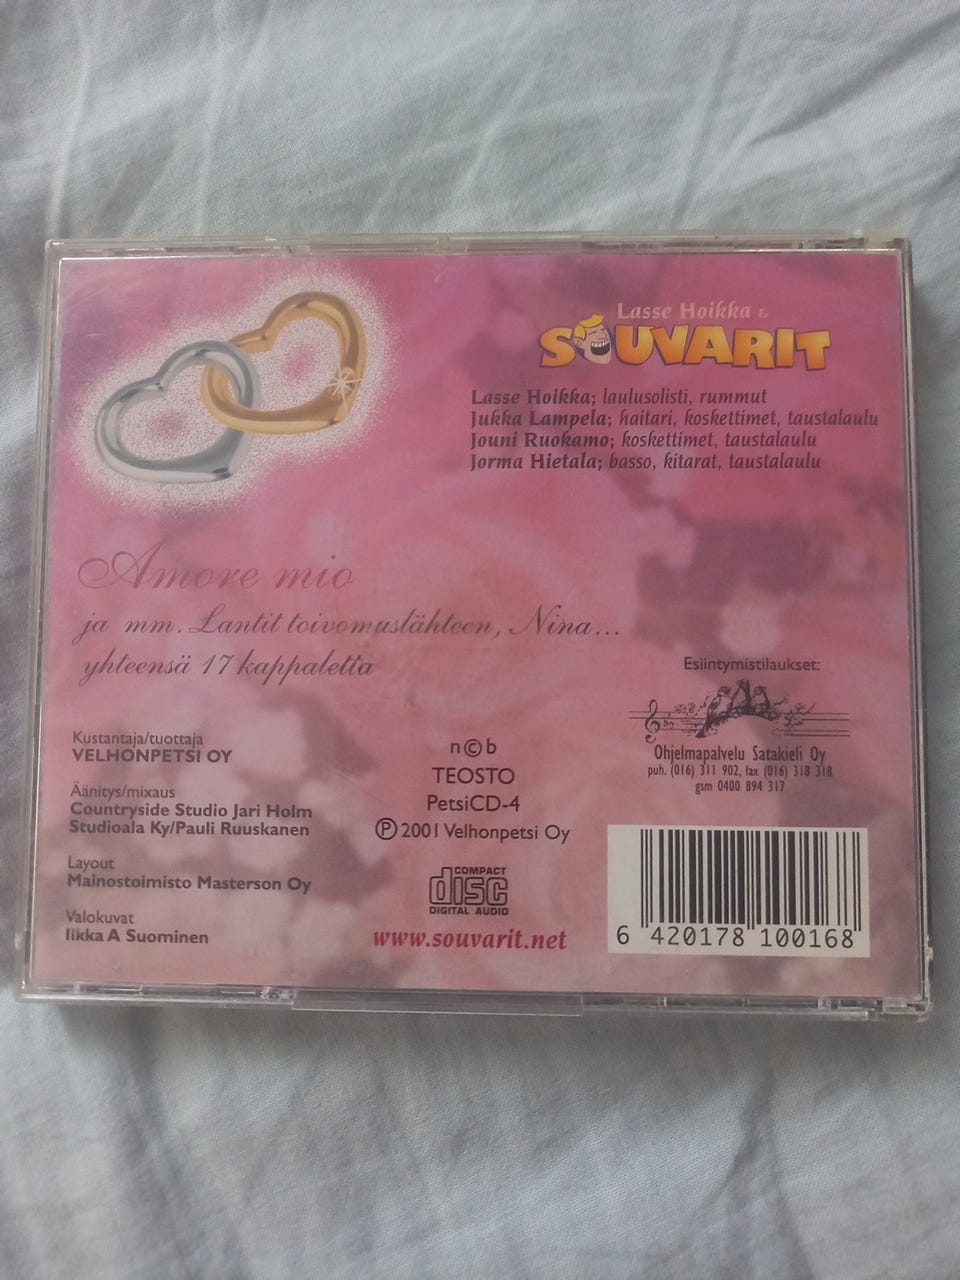 Lasse Hoikka &
SOUVARIT
Lasse Hoikka; laulusolisti, rummut
Jukka Lampela; haitari, koskettimet, taustalaulu
Jouni Ruokamo; koskettimet, taustalaulu
Jorma Hietala; basso, kitarat, taustalaulu
Amore mio
ja mm. Lantit toivomuslähteen, Nina...
yhteensä 17 kappaletta
Kustantaja/tuottaja
VELHONPETSI OY
Äänitys/mixaus
Countryside Studio Jari Holm
Studioala Ky/Pauli Ruuskanen
Layout
Mainostoimisto Masterson Oy
Valokuvat
Iikka A Suominen
n©b
TEOSTO
PetsiCD-4
℗ 2001 Velhonpetsi Oy
COMPACT
disc
DIGITAL AUDIO
www.souvarit.net
Esiintymistilaukset:
Ohjelmapalvelu Satakieli Oy
puh. (016) 311 902, fax (016) 318 318
gsm 0400 894 317
6 420178 100168